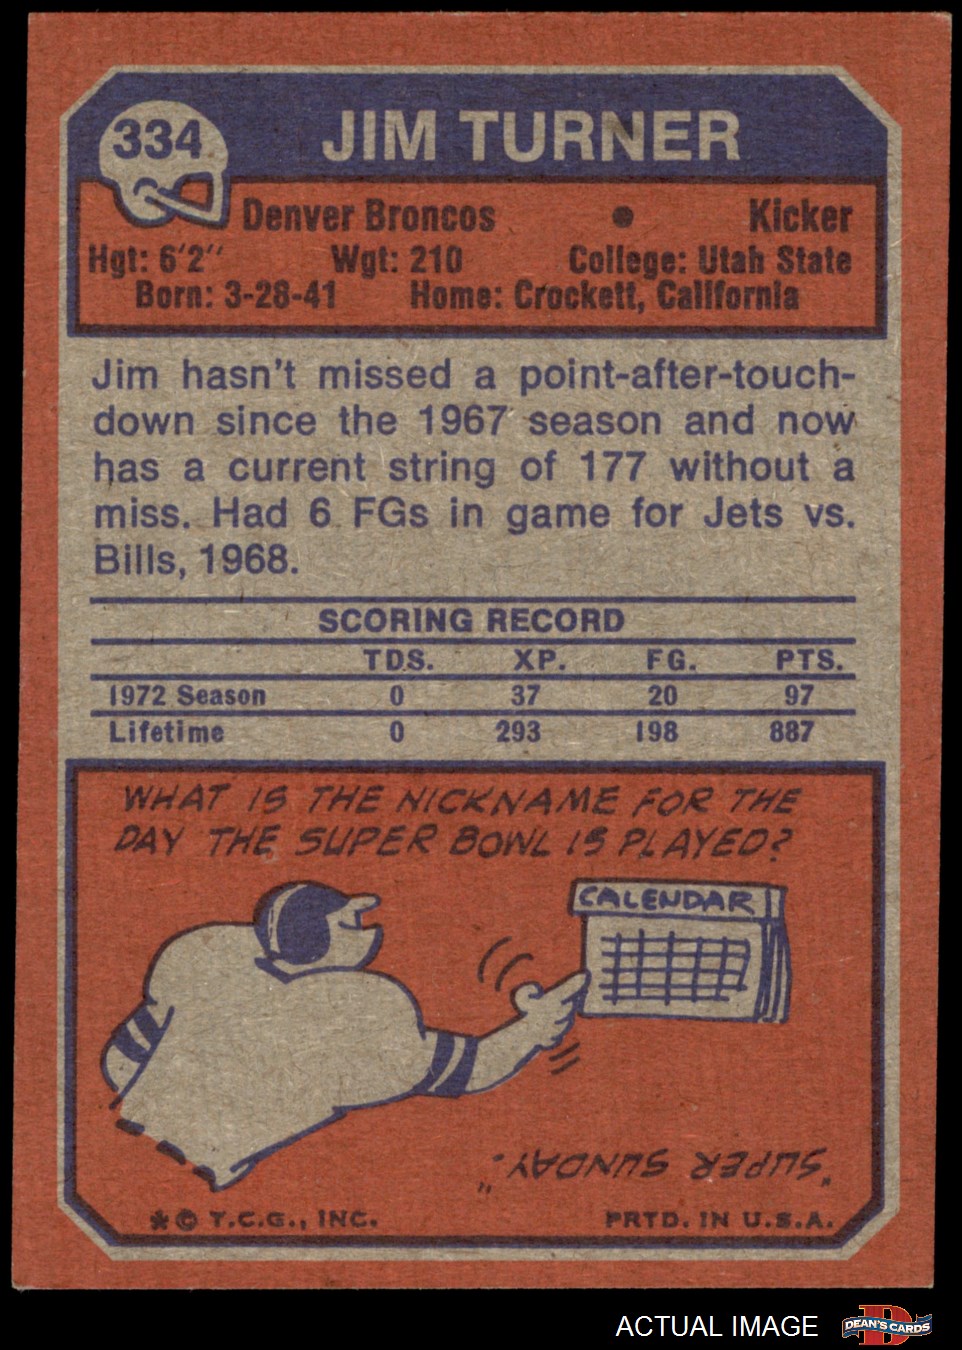 334
JIM TURNER
Denver Broncos • Kicker
Hgt: 6'2" Wgt: 210 College: Utah State
Born: 3-28-41 Home: Crockett, California
Jim hasn't missed a point-after-touch-
down since the 1967 season and now
has a current string of 177 without a
miss. Had 6 FGs in game for Jets vs.
Bills, 1968.
SCORING RECORD
TDS. XP. FG. PTS.
1972 Season 0 37 20 97
Lifetime 0 293 198 887
WHAT IS THE NICKNAME FOR THE
DAY THE SUPER BOWL IS PLAYED?
CALENDAR
"SUPER SUNDAY."
* © T.C.G., INC. PRTD. IN U.S.A.
ACTUAL IMAGE
D
DEAN'S CARDS